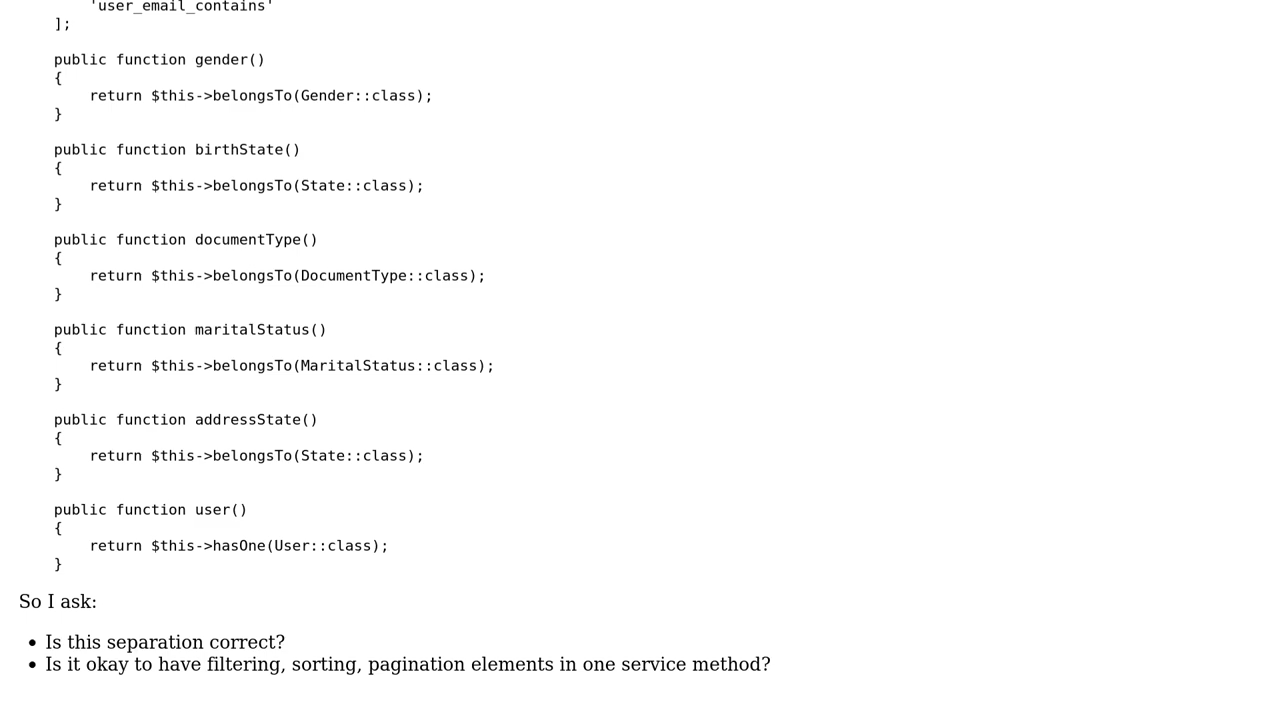 'user_email_contains'
];
public function gender()
{
return $this->belongsTo(Gender::class);
}
public function birthState()
{
return $this->belongsTo(State::class);
}
public function documentType()
{
return $this->belongsTo(DocumentType::class);
}
public function maritalStatus()
{
return $this->belongsTo(MaritalStatus::class);
}
public function addressState()
{
return $this->belongsTo(State::class);
}
public function user()
{
return $this->hasOne(User::class);
}
So I ask:
• Is this separation correct?
• Is it okay to have filtering, sorting, pagination elements in one service method?